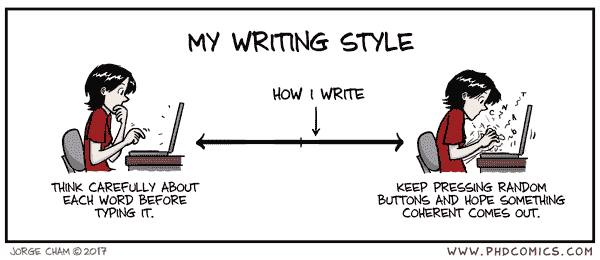 MY WRITING STYLE
HOW I WRITE
THINK CAREFULLY ABOUT
EACH WORD BEFORE
TYPING IT.
C N T
A
KEEP PRESSING RANDOM
BUTTONS AND HOPE SOMETHING
COHERENT COMES OUT.
JORGE CHAM © 2017
WWW.PHDCOMICS.COM